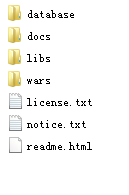 database
docs
libs
wars
license.txt
notice.txt
readme.html